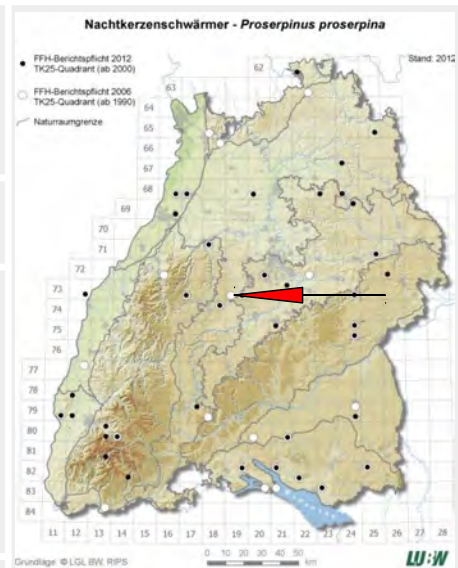 Nachtkerzenschwärmer - Proserpinus proserpina
FFH-Berichtspflicht 2012
TK25-Quadrant (ab 2000)
FFH-Berichtspflicht 2006
TK25-Quadrant (ab 1990)
Naturraumgrenze
Stand: 2012
62
63
64
65
66
67
68
69
70
71
72
73
74
75
76
77
78
79
80
81
82
83
84
11 12 13 14 15 16 17 18 19 20 21 22 23 24 25 26 27 28
Grundlage: © LGL BW, RIPS
0 10 20 30 40 50
km
LUBW